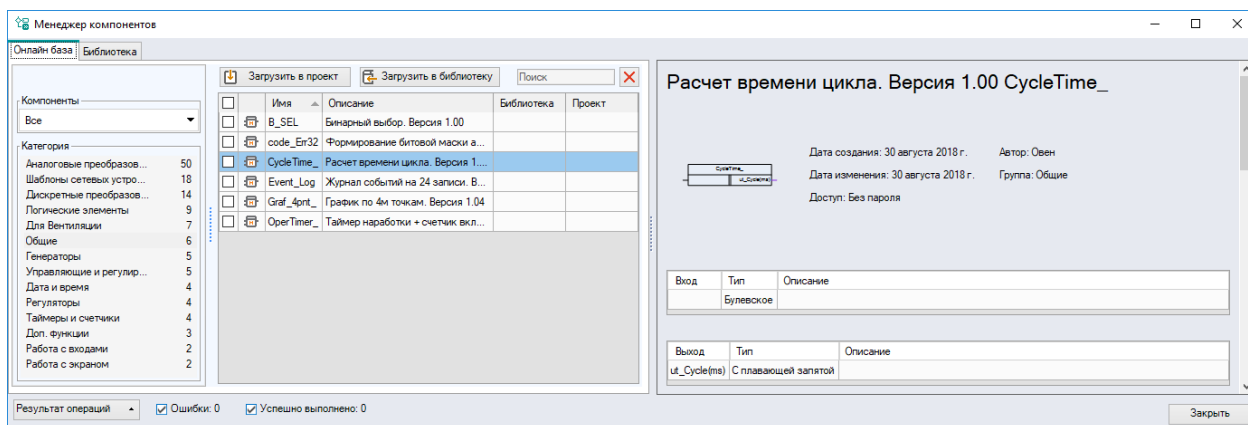 Менеджер компонентов
Онлайн база Библиотека
Компоненты
Все
Категория
Аналоговые преобразов... 50
Шаблоны сетевых устро... 18
Дискретные преобразов... 14
Логические элементы 9
Для Вентиляции 7
Общие 6
Генераторы 5
Управляющие и регулир... 5
Дата и время 4
Регуляторы 4
Таймеры и счетчики 4
Доп. функции 3
Работа с входами 2
Работа с экраном 2
Загрузить в проект Загрузить в библиотеку Поиск
Имя Описание Библиотека Проект
B_SEL Бинарный выбор. Версия 1.00
code_Err32 Формирование битовой маски а...
CycleTime_ Расчет времени цикла. Версия 1....
Event_Log Журнал событий на 24 записи. В...
Graf_4pnt_ График по 4м точкам. Версия 1.04
OperTimer_ Таймер наработки + счетчик вкл...
Расчет времени цикла. Версия 1.00 CycleTime_
CycleTime_
ut_Cycle(ms)
Дата создания: 30 августа 2018 г. Автор: Овен
Дата изменения: 30 августа 2018 г. Группа: Общие
Доступ: Без пароля
Вход Тип Описание
Булевское
Выход Тип Описание
ut_Cycle(ms) С плавающей запятой
Результат операций Ошибки: 0 Успешно выполнено: 0
Закрыть